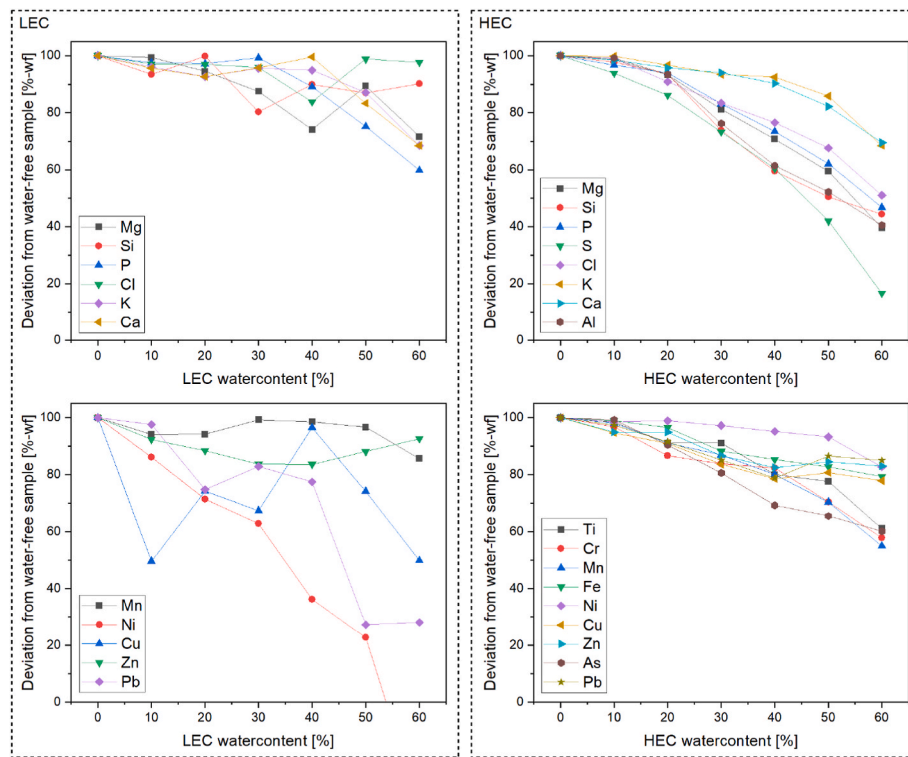 LEC
Deviation from water-free sample [%-wf]
100
80
60
40
20
0
Mg
Si
P
Cl
K
Ca
0 10 20 30 40 50 60
LEC watercontent [%]
HEC
Deviation from water-free sample [%-wf]
100
80
60
40
20
0
Mg
Si
P
S
Cl
K
Ca
Al
0 10 20 30 40 50 60
HEC watercontent [%]
Deviation from water-free sample [%-wf]
100
80
60
40
20
0
Mn
Ni
Cu
Zn
Pb
0 10 20 30 40 50 60
LEC watercontent [%]
Deviation from water-free sample [%-wf]
100
80
60
40
20
0
Ti
Cr
Mn
Fe
Ni
Cu
Zn
As
Pb
0 10 20 30 40 50 60
HEC watercontent [%]